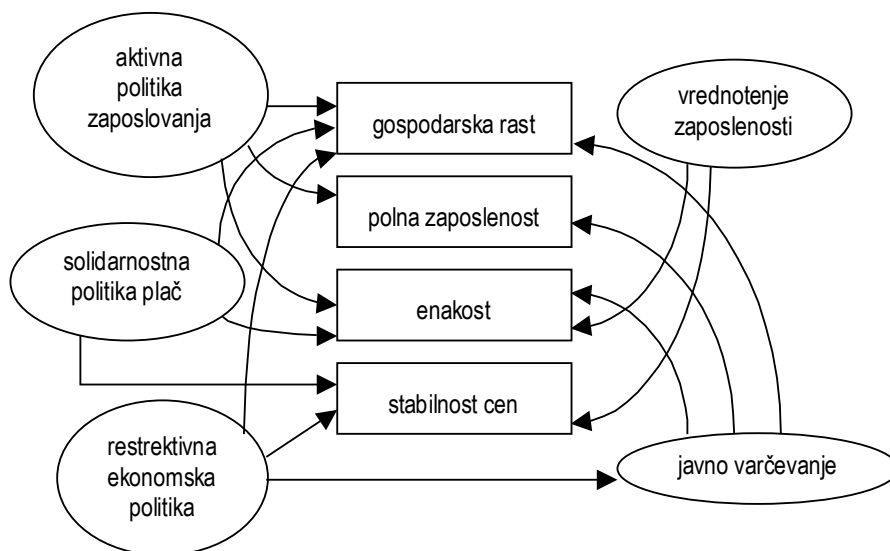 aktivna
politika
zaposlovanja
gospodarska rast
vrednotenje
zaposlenosti
polna zaposlenost
solidarnostna
politika plač
enakost
stabilnost cen
restrektivna
ekonomska
politika
javno varčevanje